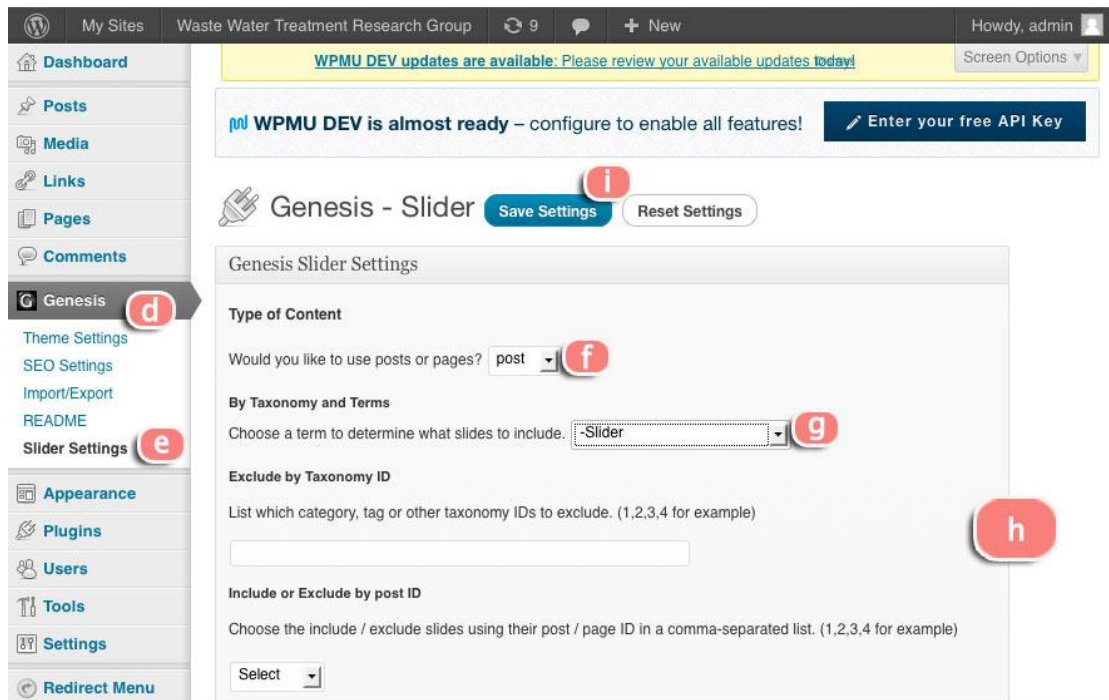 My Sites Waste Water Treatment Research Group 9 + New Howdy, admin
Dashboard
Posts
Media
Links
Pages
Comments
Genesis d
Theme Settings
SEO Settings
Import/Export
README
Slider Settings e
Appearance
Plugins
Users
Tools
Settings
Redirect Menu
WPMU DEV updates are available: Please review your available updates today!
Screen Options
WPMU DEV is almost ready – configure to enable all features! Enter your free API Key
i
Genesis - Slider Save Settings Reset Settings
Genesis Slider Settings
Type of Content
Would you like to use posts or pages? post f
By Taxonomy and Terms
Choose a term to determine what slides to include. -Slider g
Exclude by Taxonomy ID
List which category, tag or other taxonomy IDs to exclude. (1,2,3,4 for example)
h
Include or Exclude by post ID
Choose the include / exclude slides using their post / page ID in a comma-separated list. (1,2,3,4 for example)
Select